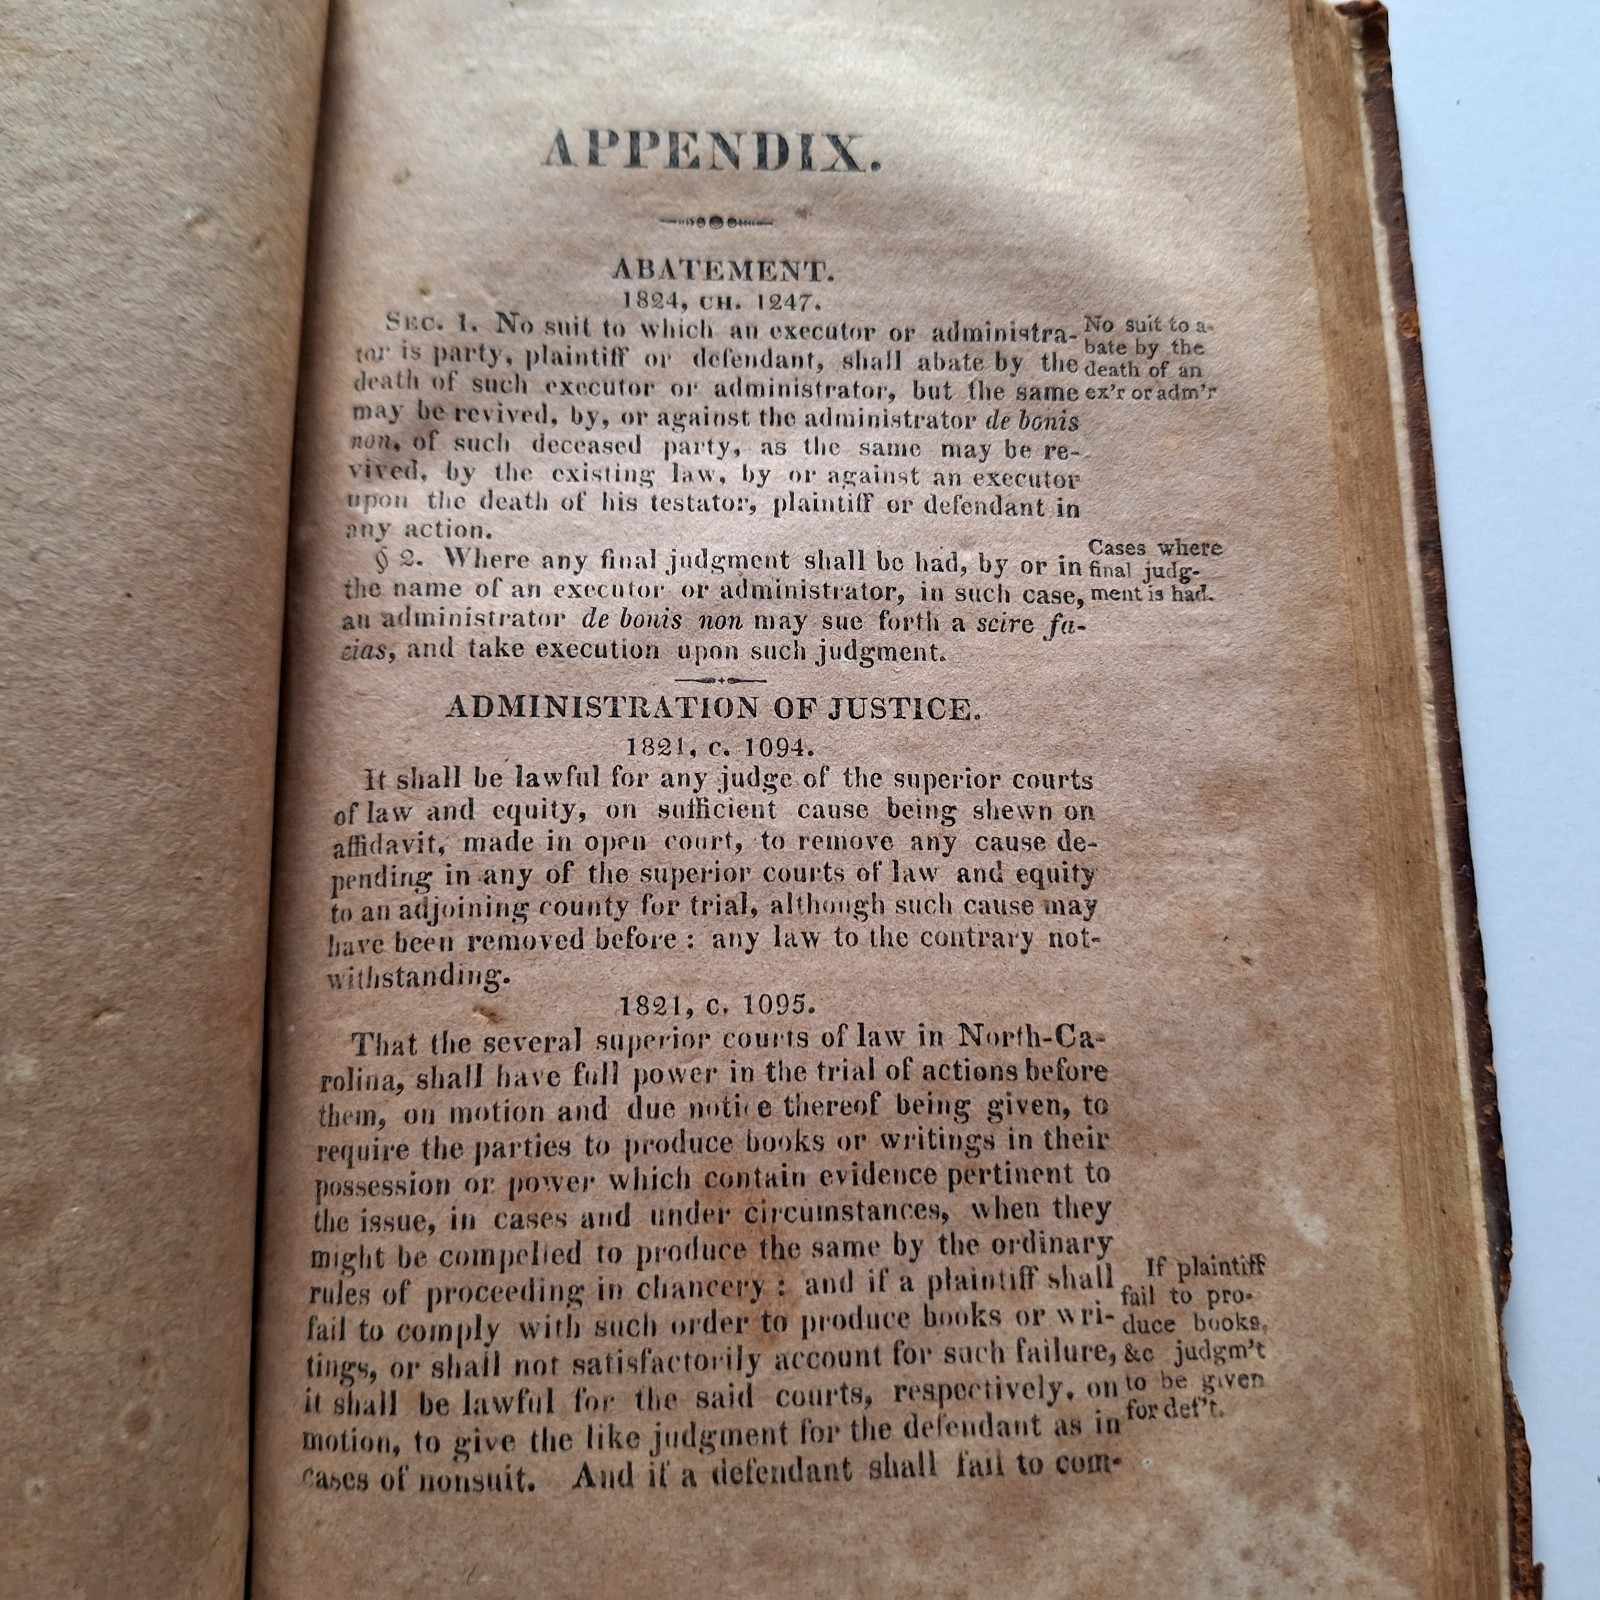 APPENDIX.
ABATEMENT.
1824, CH. 1247.
SEC. 1. No suit to which an executor or administra-
tor is party, plaintiff or defendant, shall abate by the
death of such executor or administrator, but the same
may be revived, by, or against the administrator de bonis
non, of such deceased party, as the same may be re-
vived, by the existing law, by or against an executor
upon the death of his testator, plaintiff or defendant in
any action.
No suit to a-
bate by the
death of an
ex'r or adm'r
§ 2. Where any final judgment shall be had, by or in
the name of an executor or administrator, in such case,
an administrator de bonis non may sue forth a scire fa-
cias, and take execution upon such judgment.
Cases where
final judg-
ment is had.
ADMINISTRATION OF JUSTICE.
1821, c. 1094.
It shall be lawful for any judge of the superior courts
of law and equity, on sufficient cause being shewn on
affidavit, made in open court, to remove any cause de-
pending in any of the superior courts of law and equity
to an adjoining county for trial, although such cause may
have been removed before : any law to the contrary not-
withstanding.
1821, c. 1095.
That the several superior courts of law in North-Ca-
rolina, shall have full power in the trial of actions before
them, on motion and due notice thereof being given, to
require the parties to produce books or writings in their
possession or power which contain evidence pertinent to
the issue, in cases and under circumstances, when they
might be compelled to produce the same by the ordinary
rules of proceeding in chancery : and if a plaintiff shall
fail to comply with such order to produce books or wri-
tings, or shall not satisfactorily account for such failure,
it shall be lawful for the said courts, respectively, on
motion, to give the like judgment for the defendant as in
cases of nonsuit. And if a defendant shall fail to com-
If plaintiff
fail to pro-
duce books,
&c judgm't
to be given
for def't.